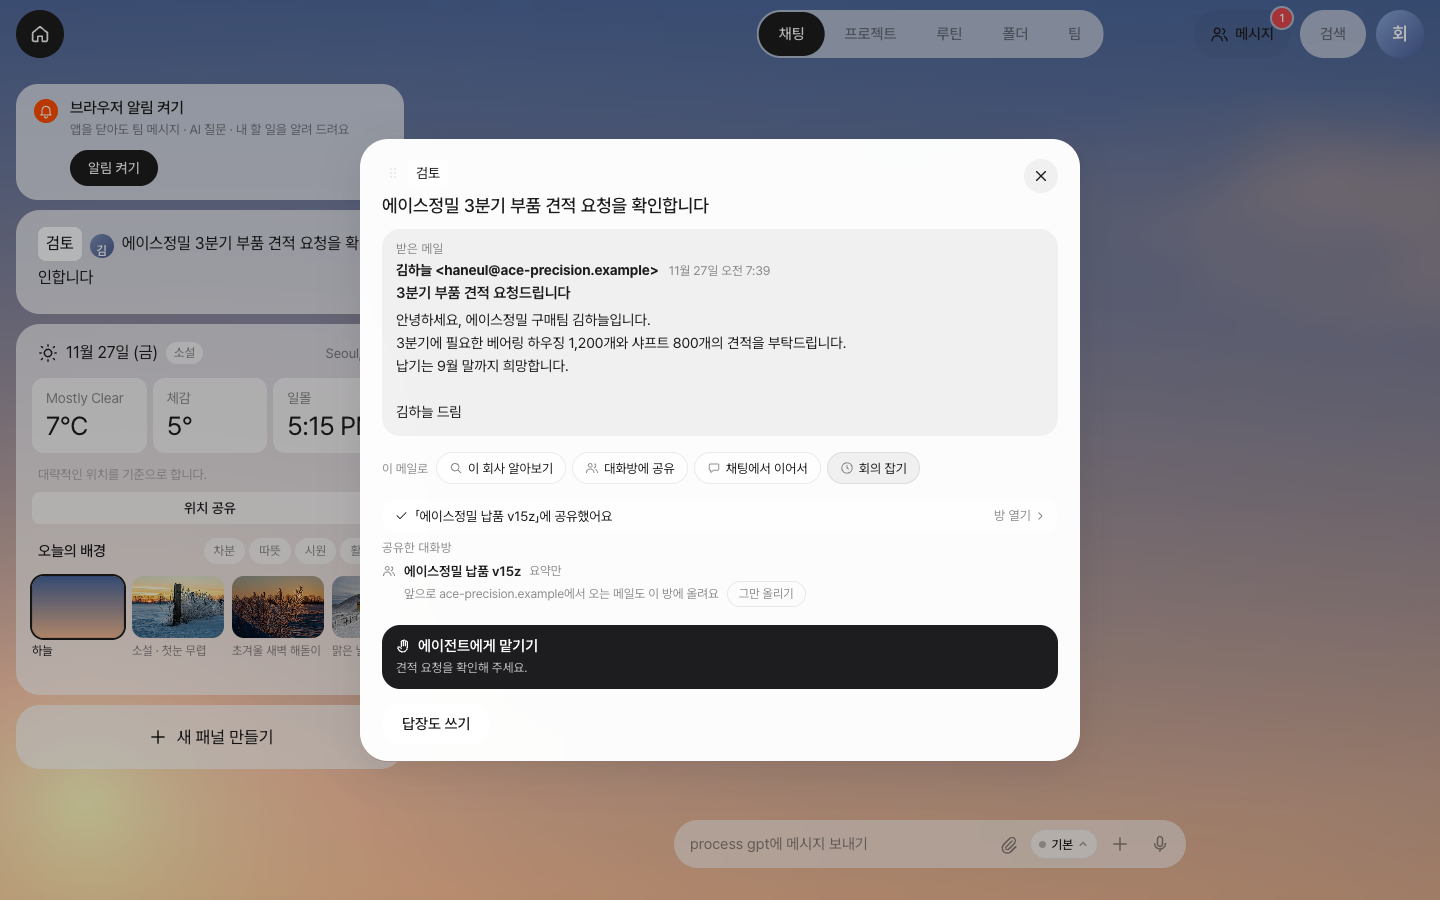 채팅
프로젝트
루틴
폴더
팀
메시지
1
검색
회
브라우저 알림 켜기
앱을 닫아도 팀 메시지 · AI 질문 · 내 할 일을 알려 드려요
알림 켜기
검토 김 에이스정밀 3분기 부품 견적 요청을 확
인합니다
11월 27일 (금) 소설 Seoul,
Mostly Clear
7°C
체감
5°
일몰
5:15 PM
대략적인 위치를 기준으로 합니다.
위치 공유
오늘의 배경
차분
따뜻
시원
하늘
소설 · 첫눈 무렵
초겨울 새벽 해돋이
맑은
새 패널 만들기
검토
에이스정밀 3분기 부품 견적 요청을 확인합니다
받은 메일
김하늘 <haneul@ace-precision.example> 11월 27일 오전 7:39
3분기 부품 견적 요청드립니다
안녕하세요, 에이스정밀 구매팀 김하늘입니다.
3분기에 필요한 베어링 하우징 1,200개와 샤프트 800개의 견적을 부탁드립니다.
납기는 9월 말까지 희망합니다.
김하늘 드림
이 메일로
이 회사 알아보기
대화방에 공유
채팅에서 이어서
회의 잡기
「에이스정밀 납품 v15z」에 공유했어요
방 열기
공유한 대화방
에이스정밀 납품 v15z 요약만
앞으로 ace-precision.example에서 오는 메일도 이 방에 올려요
그만 올리기
에이전트에게 맡기기
견적 요청을 확인해 주세요.
답장도 쓰기
process gpt에 메시지 보내기
기본